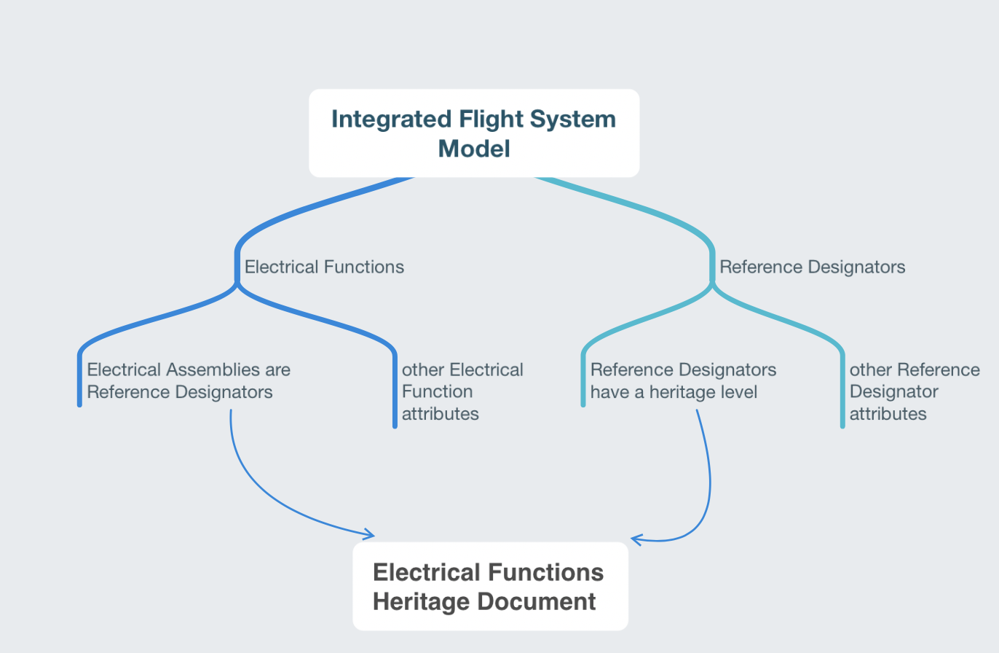 Integrated Flight System
Model
Electrical Functions
Reference Designators
Electrical Assemblies are
Reference Designators
other Electrical
Function
attributes
Reference Designators
have a heritage level
other Reference
Designator
attributes
Electrical Functions
Heritage Document